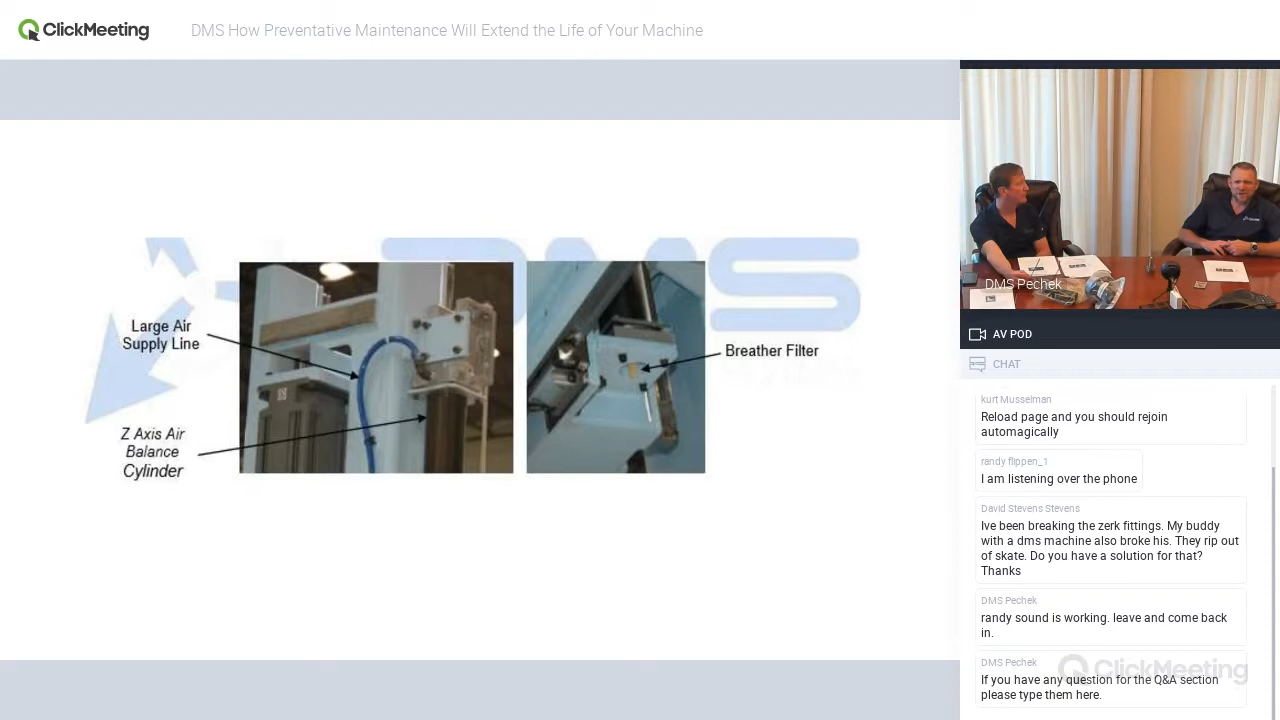 ClickMeeting
DMS How Preventative Maintenance Will Extend the Life of Your Machine
DMS
Large Air
Supply Line
Z Axis Air
Balance
Cylinder
Breather Filter
DMS Pechek
AV POD
CHAT
kurt Musselman
Reload page and you should rejoin
automagically
randy flippen_1
I am listening over the phone
David Stevens Stevens
Ive been breaking the zerk fittings. My buddy
with a dms machine also broke his. They rip out
of skate. Do you have a solution for that?
Thanks
DMS Pechek
randy sound is working. leave and come back
in.
DMS Pechek
If you have any question for the Q&A section
please type them here.
ClickMeeting